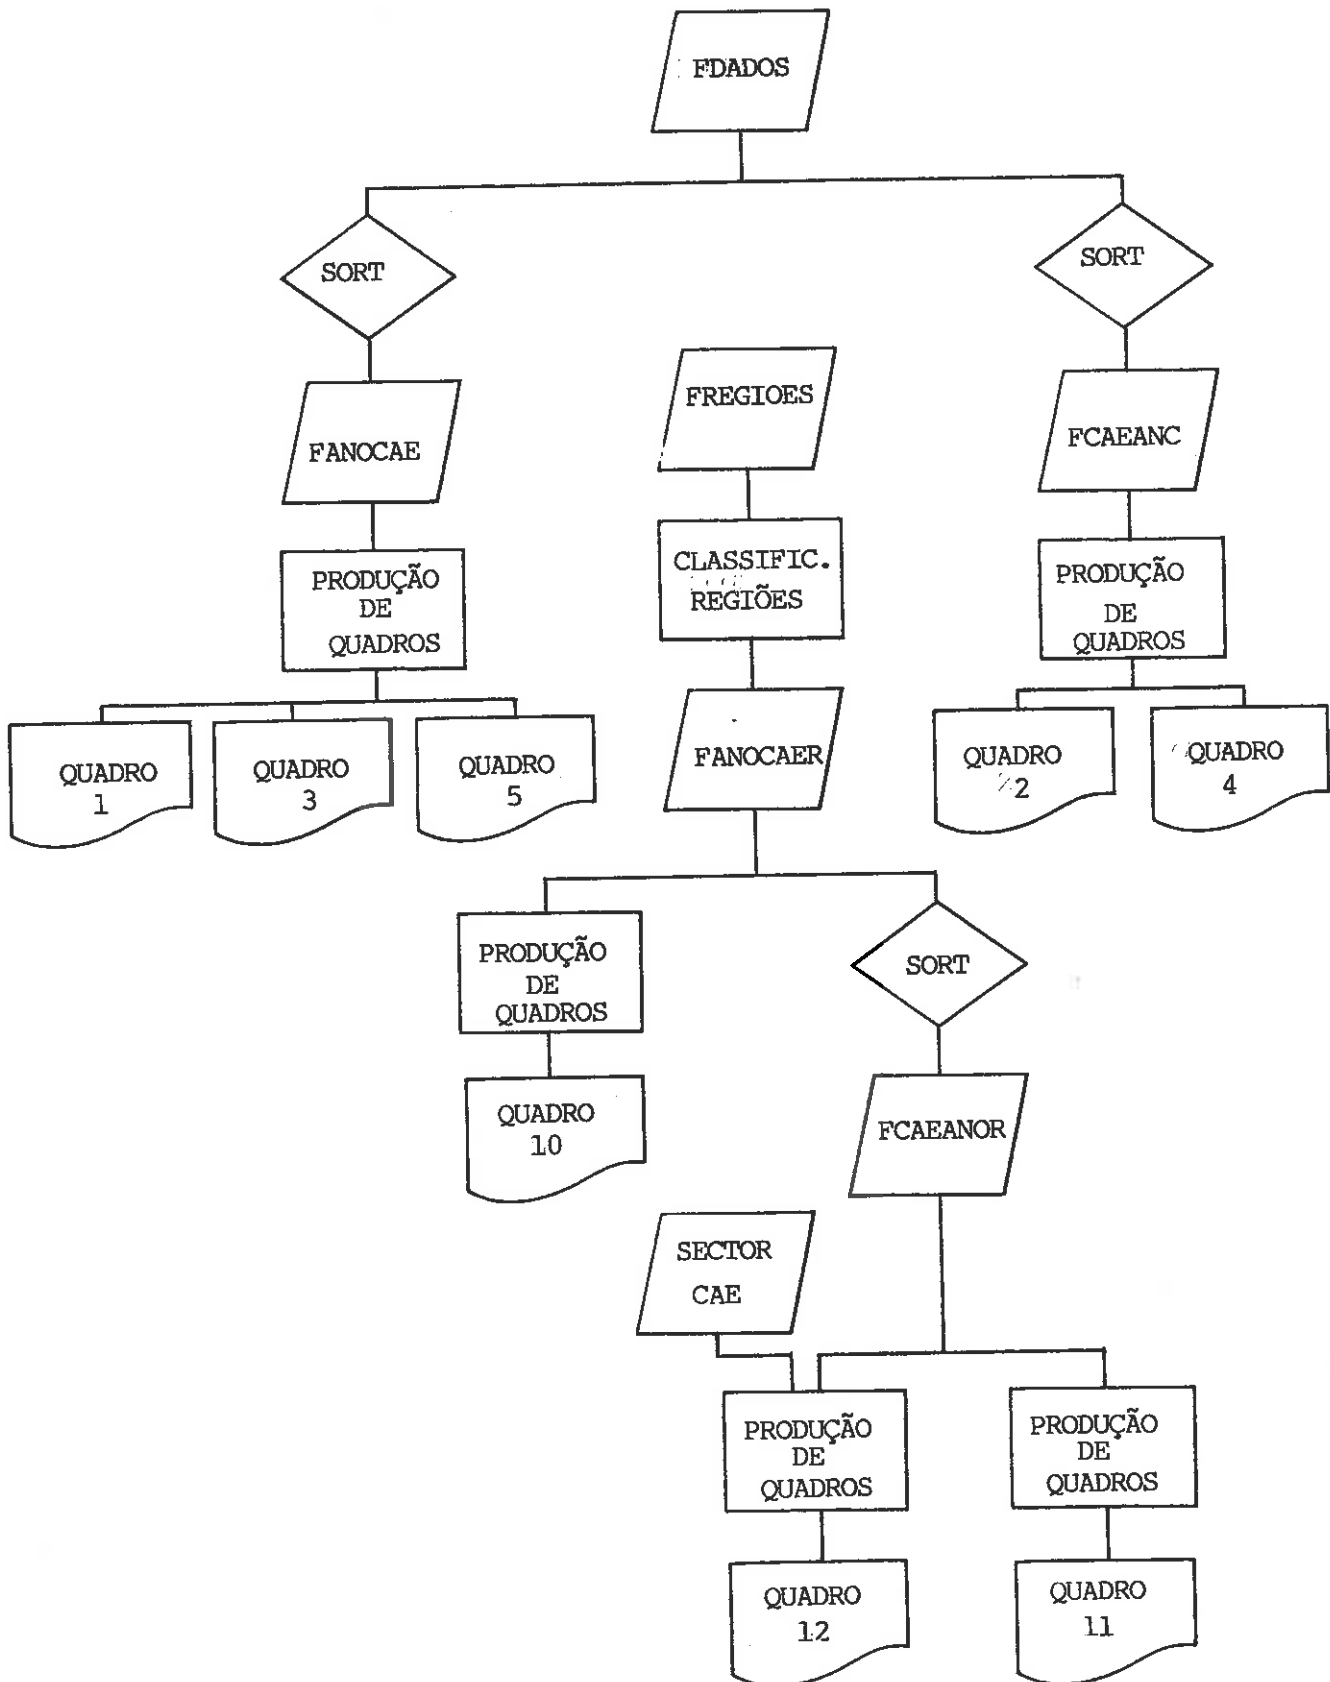 FDADOS
SORT
SORT
FANOCAE
FREGIOES
FCAEANC
PRODUÇÃO
DE
QUADROS
CLASSIFIC.
REGIÕES
PRODUÇÃO
DE
QUADROS
QUADRO
1
QUADRO
3
QUADRO
5
FANOCAER
QUADRO
2
QUADRO
4
PRODUÇÃO
DE
QUADROS
SORT
QUADRO
10
FCAEANOR
SECTOR
CAE
PRODUÇÃO
DE
QUADROS
PRODUÇÃO
DE
QUADROS
QUADRO
12
QUADRO
11